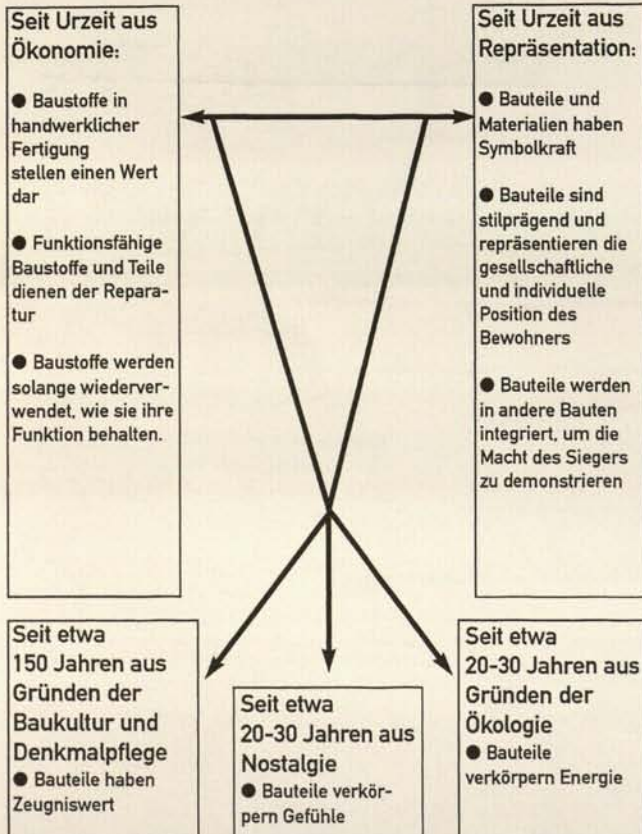 Seit Urzeit aus
Ökonomie:
● Baustoffe in
handwerklicher
Fertigung
stellen einen Wert
dar
● Funktionsfähige
Baustoffe und Teile
dienen der Repara-
tur
● Baustoffe werden
solange wiederver-
wendet, wie sie ihre
Funktion behalten.
Seit Urzeit aus
Repräsentation:
● Bauteile und
Materialien haben
Symbolkraft
● Bauteile sind
stilprägend und
repräsentieren die
gesellschaftliche
und individuelle
Position des
Bewohners
● Bauteile werden
in andere Bauten
integriert, um die
Macht des Siegers
zu demonstrieren
Seit etwa
150 Jahren aus
Gründen der
Baukultur und
Denkmalpflege
● Bauteile haben
Zeugniswert
Seit etwa
20-30 Jahren aus
Nostalgie
● Bauteile verkör-
pern Gefühle
Seit etwa
20-30 Jahren aus
Gründen der
Ökologie
● Bauteile
verkörpern Energie